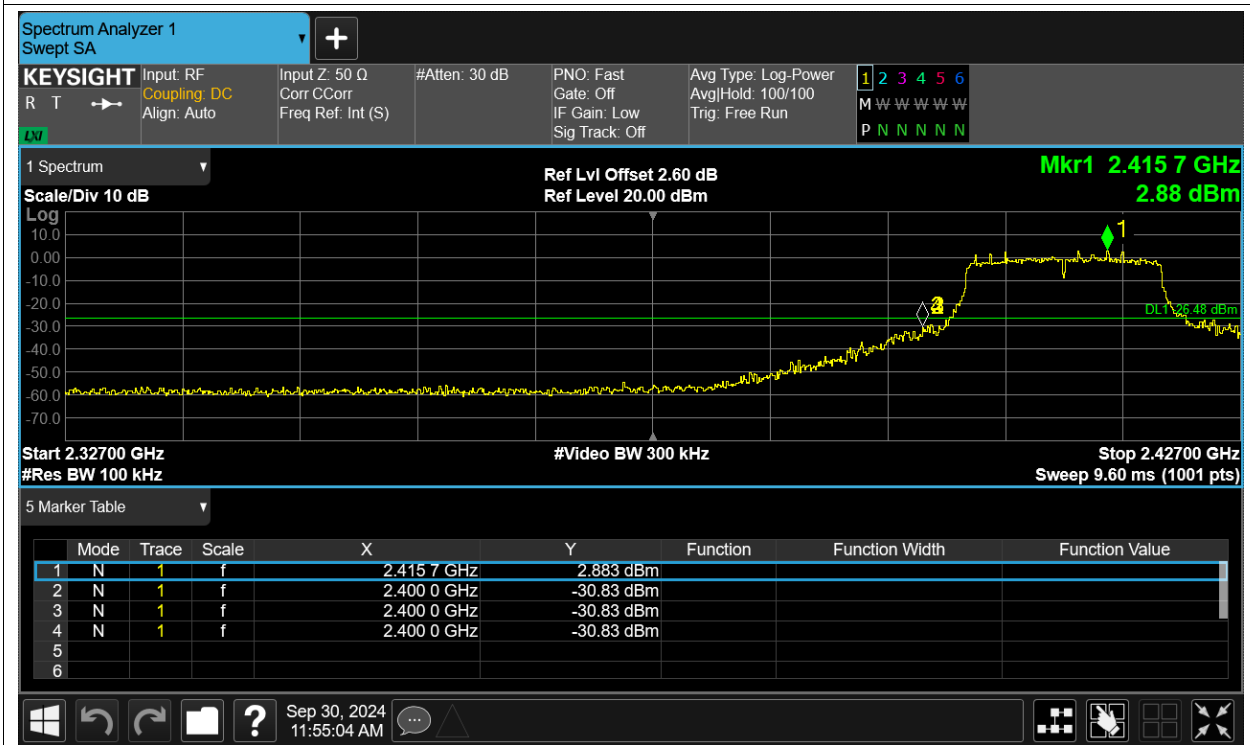 Spectrum Analyzer 1
Swept SA
KEYSIGHT
R T
LXI
Input: RF
Coupling: DC
Align: Auto
Input Z: 50 Ω
Corr CCorr
Freq Ref: Int (S)
#Atten: 30 dB
PNO: Fast
Gate: Off
IF Gain: Low
Sig Track: Off
Avg Type: Log-Power
Avg|Hold: 100/100
Trig: Free Run
1 2 3 4 5 6
M W W W W W
P N N N N N
1 Spectrum
Scale/Div 10 dB
Ref Lvl Offset 2.60 dB
Ref Level 20.00 dBm
Mkr1 2.415 7 GHz
2.88 dBm
Log
10.0
0.00
-10.0
-20.0
-30.0
-40.0
-50.0
-60.0
-70.0
1
DL1 -26.48 dBm
Start 2.32700 GHz
#Video BW 300 kHz
Stop 2.42700 GHz
#Res BW 100 kHz
Sweep 9.60 ms (1001 pts)
5 Marker Table
Mode Trace Scale X Y Function Function Width Function Value
1 N 1 f 2.415 7 GHz 2.883 dBm
2 N 1 f 2.400 0 GHz -30.83 dBm
3 N 1 f 2.400 0 GHz -30.83 dBm
4 N 1 f 2.400 0 GHz -30.83 dBm
5
6
?
Sep 30, 2024
11:55:04 AM